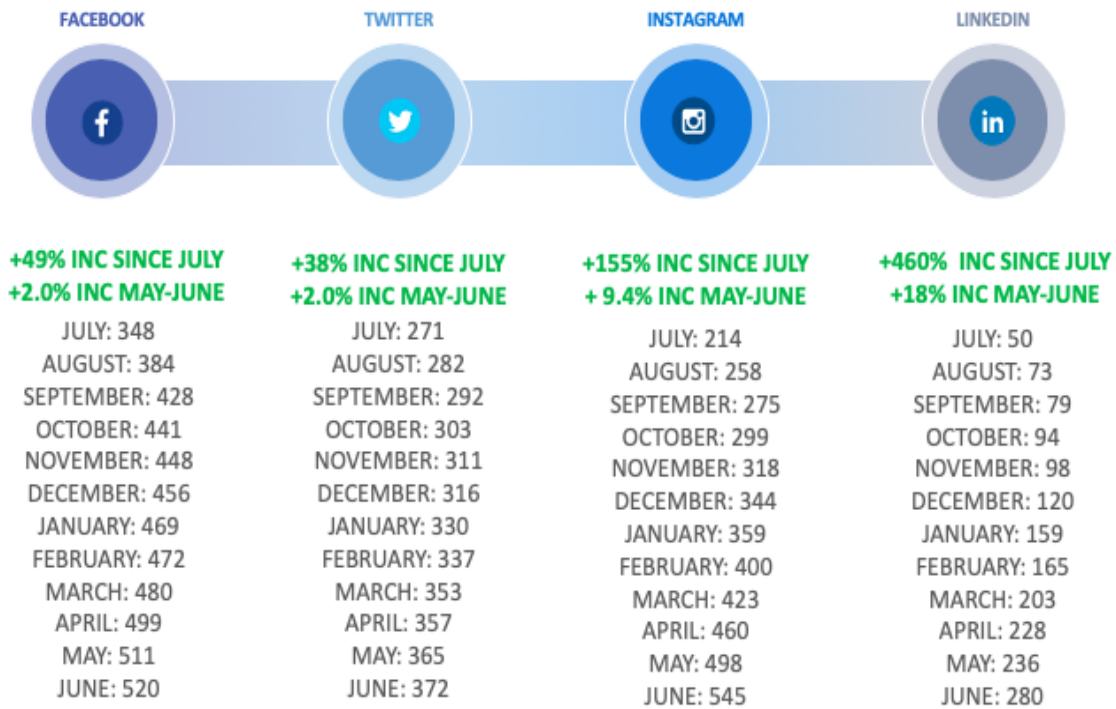 FACEBOOK
TWITTER
INSTAGRAM
LINKEDIN
f
in
+49% INC SINCE JULY
+2.0% INC MAY-JUNE
JULY: 348
AUGUST: 384
SEPTEMBER: 428
OCTOBER: 441
NOVEMBER: 448
DECEMBER: 456
JANUARY: 469
FEBRUARY: 472
MARCH: 480
APRIL: 499
MAY: 511
JUNE: 520
+38% INC SINCE JULY
+2.0% INC MAY-JUNE
JULY: 271
AUGUST: 282
SEPTEMBER: 292
OCTOBER: 303
NOVEMBER: 311
DECEMBER: 316
JANUARY: 330
FEBRUARY: 337
MARCH: 353
APRIL: 357
MAY: 365
JUNE: 372
+155% INC SINCE JULY
+ 9.4% INC MAY-JUNE
JULY: 214
AUGUST: 258
SEPTEMBER: 275
OCTOBER: 299
NOVEMBER: 318
DECEMBER: 344
JANUARY: 359
FEBRUARY: 400
MARCH: 423
APRIL: 460
MAY: 498
JUNE: 545
+460% INC SINCE JULY
+18% INC MAY-JUNE
JULY: 50
AUGUST: 73
SEPTEMBER: 79
OCTOBER: 94
NOVEMBER: 98
DECEMBER: 120
JANUARY: 159
FEBRUARY: 165
MARCH: 203
APRIL: 228
MAY: 236
JUNE: 280